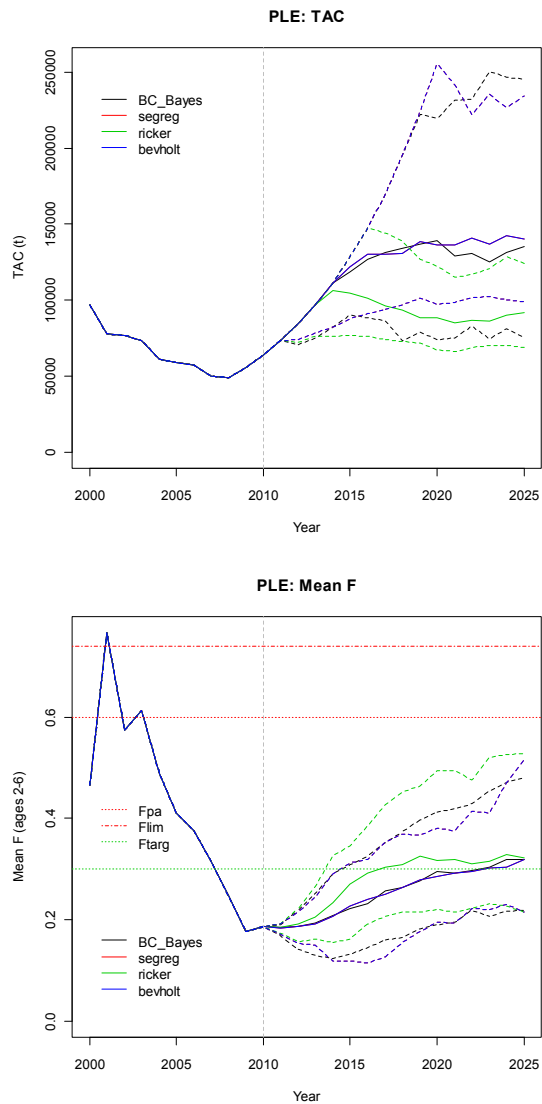 PLE: TAC
TAC (t)
250000
200000
150000
100000
50000
0
BC_Bayes
segreg
ricker
bevholt
2000 2005 2010 2015 2020 2025
Year
PLE: Mean F
Mean F (ages 2-6)
0.6
0.4
0.2
0.0
Fpa
Flim
Ftarg
BC_Bayes
segreg
ricker
bevholt
2000 2005 2010 2015 2020 2025
Year